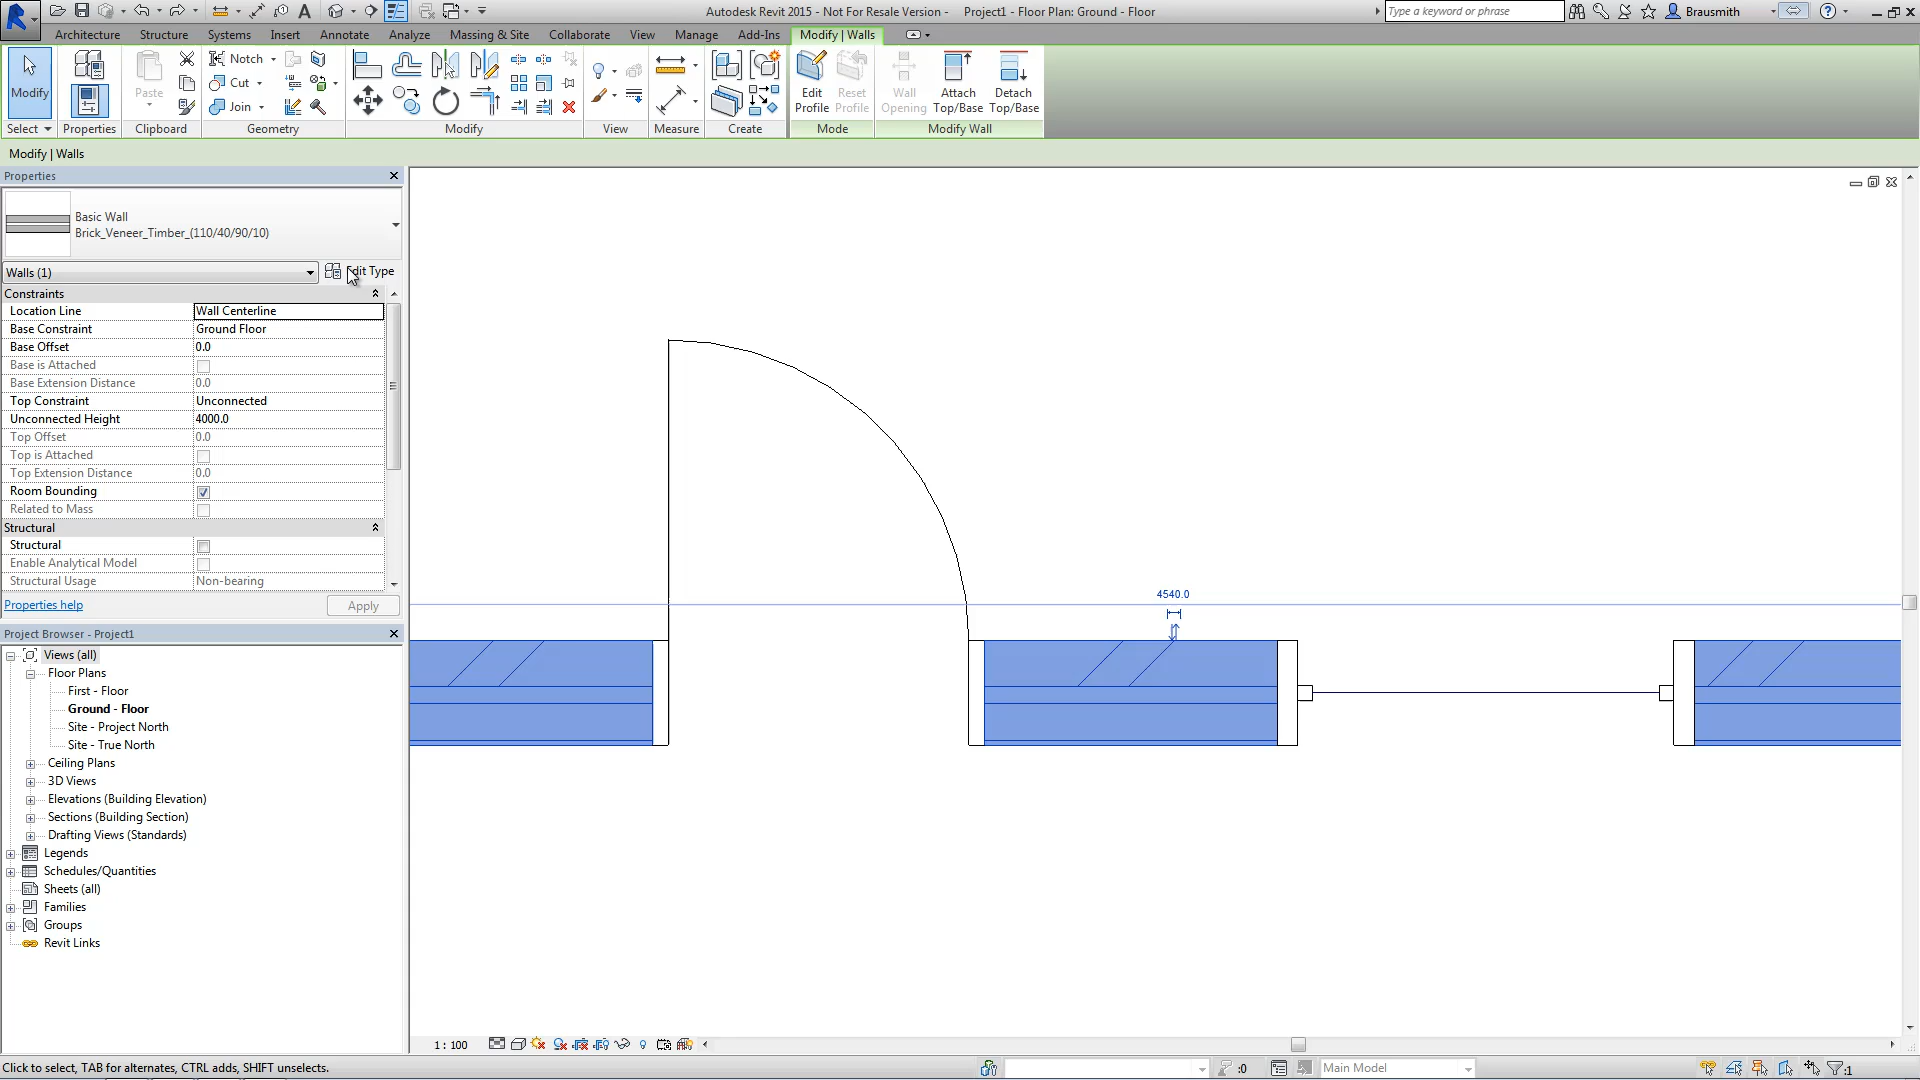 Autodesk Revit 2015 - Not For Resale Version - Project1 - Floor Plan: Ground - Floor
Type a keyword or phrase
Brausmith
Architecture Structure Systems Insert Annotate Analyze Massing & Site Collaborate View Manage Add-Ins Modify | Walls
Modify
Paste
Notch
Cut
Join
Edit Profile
Reset Profile
Wall Opening
Attach Top/Base
Detach Top/Base
Select Properties Clipboard Geometry Modify View Measure Create Mode Modify Wall
Modify | Walls
Properties
Basic Wall
Brick_Veneer_Timber_(110/40/90/10)
Walls (1)
Edit Type
Constraints
Location Line Wall Centerline
Base Constraint Ground Floor
Base Offset 0.0
Base is Attached
Base Extension Distance 0.0
Top Constraint Unconnected
Unconnected Height 4000.0
Top Offset 0.0
Top is Attached
Top Extension Distance 0.0
Room Bounding
Related to Mass
Structural
Structural
Enable Analytical Model
Structural Usage Non-bearing
Properties help
Apply
4540.0
Project Browser - Project1
Views (all)
Floor Plans
First - Floor
Ground - Floor
Site - Project North
Site - True North
Ceiling Plans
3D Views
Elevations (Building Elevation)
Sections (Building Section)
Drafting Views (Standards)
Legends
Schedules/Quantities
Sheets (all)
Families
Groups
Revit Links
1 : 100
Click to select, TAB for alternates, CTRL adds, SHIFT unselects.
:0
Main Model
:1